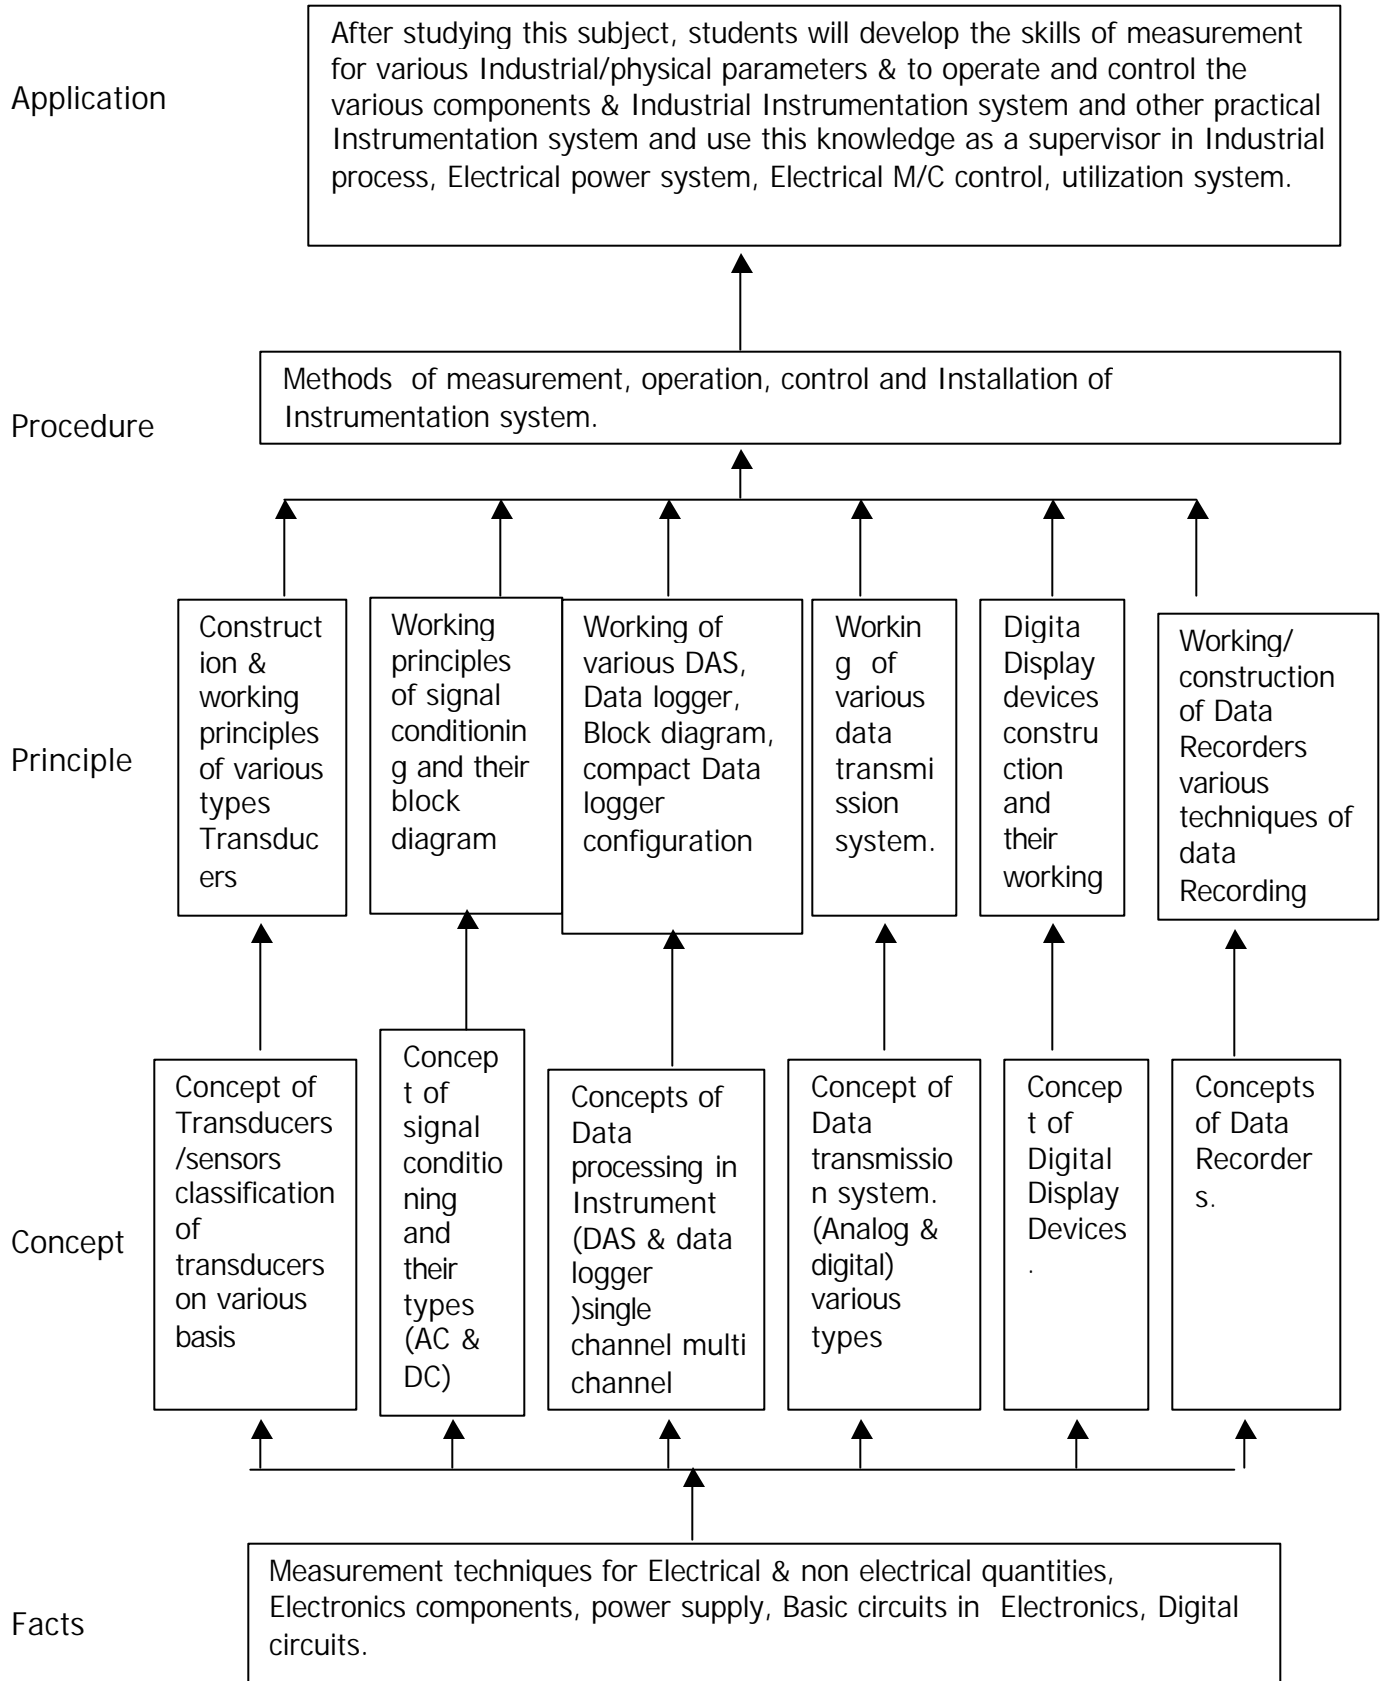 Application
After studying this subject, students will develop the skills of measurement
for various Industrial/physical parameters & to operate and control the
various components & Industrial Instrumentation system and other practical
Instrumentation system and use this knowledge as a supervisor in Industrial
process, Electrical power system, Electrical M/C control, utilization system.
Procedure
Methods of measurement, operation, control and Installation of
Instrumentation system.
Principle
Construct
ion &
working
principles
of various
types
Transduc
ers
Working
principles
of signal
conditionin
g and their
block
diagram
Working of
various DAS,
Data logger,
Block diagram,
compact Data
logger
configuration
Workin
g of
various
data
transmi
ssion
system.
Digita
Display
devices
constru
ction
and
their
working
Working/
construction
of Data
Recorders
various
techniques of
data
Recording
Concept
Concept of
Transducers
/sensors
classification
of
transducers
on various
basis
Concep
t of
signal
conditio
ning
and
their
types
(AC &
DC)
Concepts of
Data
processing in
Instrument
(DAS & data
logger
)single
channel multi
channel
Concept of
Data
transmissio
n system.
(Analog &
digital)
various
types
Concep
t of
Digital
Display
Devices
.
Concepts
of Data
Recorder
s.
Facts
Measurement techniques for Electrical & non electrical quantities,
Electronics components, power supply, Basic circuits in Electronics, Digital
circuits.